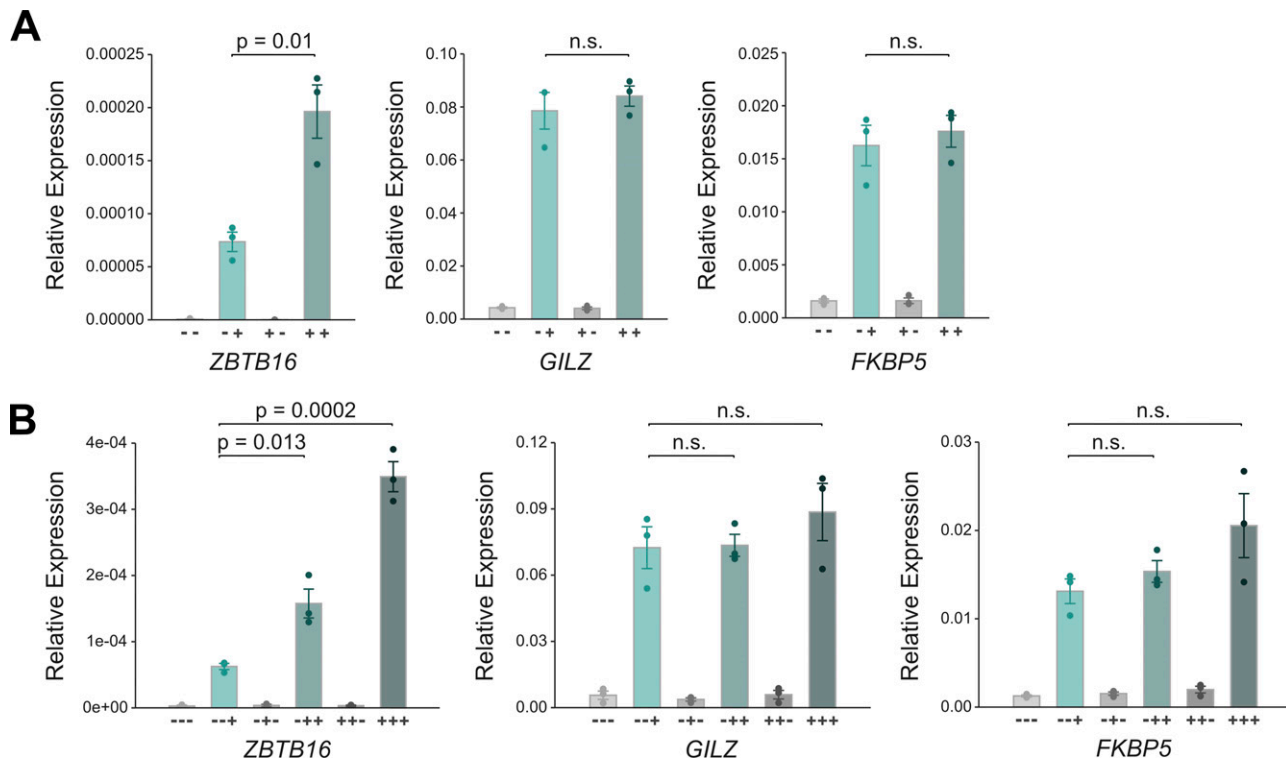 A
p = 0.01
n.s.
n.s.
Relative Expression
0.00025
0.00020
0.00015
0.00010
0.00005
0.00000
-- -+ +- ++
ZBTB16
Relative Expression
0.10
0.08
0.06
0.04
0.02
0.00
-- -+ +- ++
GILZ
Relative Expression
0.025
0.020
0.015
0.010
0.005
0.000
-- -+ +- ++
FKBP5
B
p = 0.0002
p = 0.013
Relative Expression
4e-04
3e-04
2e-04
1e-04
0e+00
--- --+ -+- -++ ++- +++
ZBTB16
n.s.
n.s.
Relative Expression
0.12
0.09
0.06
0.03
0.00
--- --+ -+- -++ ++- +++
GILZ
n.s.
n.s.
Relative Expression
0.03
0.02
0.01
0.00
--- --+ -+- -++ ++- +++
FKBP5